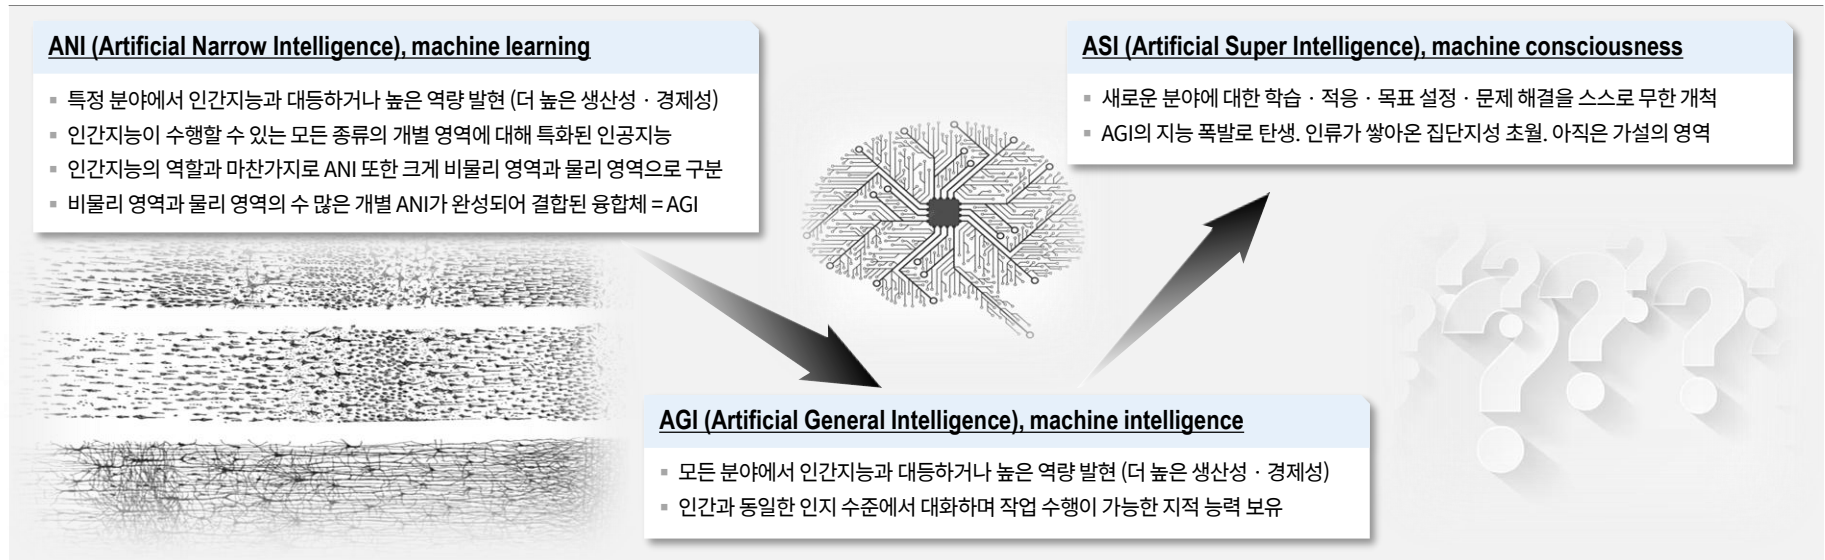 ANI (Artificial Narrow Intelligence), machine learning
▪ 특정 분야에서 인간지능과 대등하거나 높은 역량 발현 (더 높은 생산성 · 경제성)
▪ 인간지능이 수행할 수 있는 모든 종류의 개별 영역에 대해 특화된 인공지능
▪ 인간지능의 역할과 마찬가지로 ANI 또한 크게 비물리 영역과 물리 영역으로 구분
▪ 비물리 영역과 물리 영역의 수 많은 개별 ANI가 완성되어 결합된 융합체 = AGI
ASI (Artificial Super Intelligence), machine consciousness
▪ 새로운 분야에 대한 학습 · 적응 · 목표 설정 · 문제 해결을 스스로 무한 개척
▪ AGI의 지능 폭발로 탄생. 인류가 쌓아온 집단지성 초월. 아직은 가설의 영역
AGI (Artificial General Intelligence), machine intelligence
▪ 모든 분야에서 인간지능과 대등하거나 높은 역량 발현 (더 높은 생산성 · 경제성)
▪ 인간과 동일한 인지 수준에서 대화하며 작업 수행이 가능한 지적 능력 보유